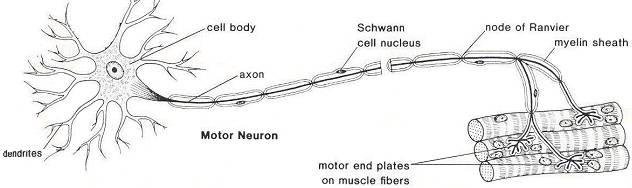 cell body
Schwann
cell nucleus
node of Ranvier
myelin sheath
axon
Motor Neuron
dendrites
motor end plates
on muscle fibers